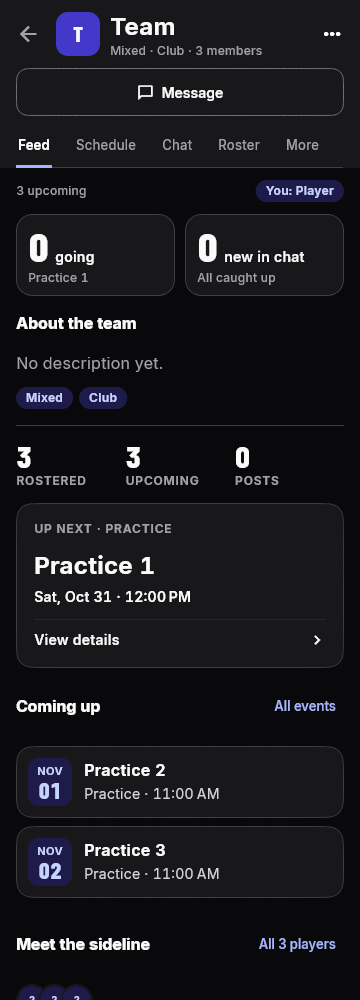 T
Team
Mixed · Club · 3 members
Message
Feed Schedule Chat Roster More
3 upcoming
You: Player
0 going
Practice 1
0 new in chat
All caught up
About the team
No description yet.
Mixed Club
3 3 0
ROSTERED UPCOMING POSTS
UP NEXT · PRACTICE
Practice 1
Sat, Oct 31 · 12:00 PM
View details
Coming up
All events
NOV
01
Practice 2
Practice · 11:00 AM
NOV
02
Practice 3
Practice · 11:00 AM
Meet the sideline
All 3 players